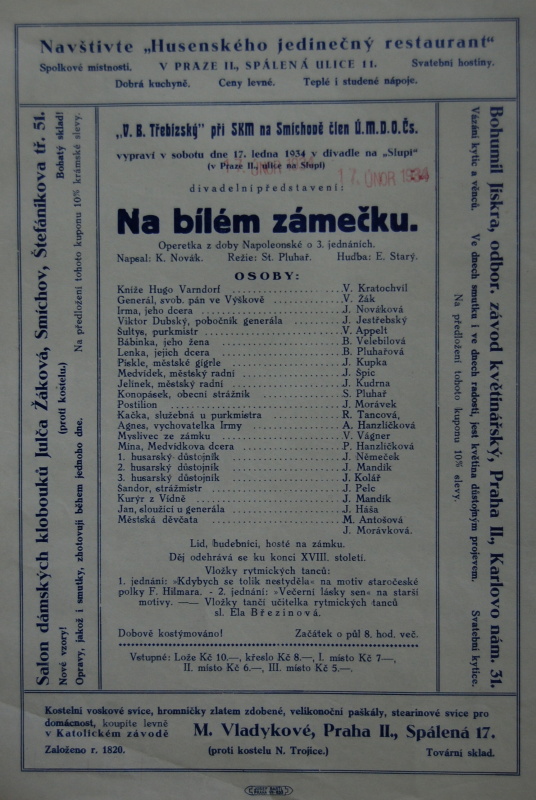 Navštivte „Husenského jedinečný restaurant"
Spolkové místnosti. V PRAZE II., SPÁLENÁ ULICE 11. Svatební hostiny.
Dobrá kuchyně. Ceny levné. Teplé i studené nápoje.
Salon dámských klobouků Julča Žáková, Smíchov, Štefánikova tř. 51.
(proti kostelu.)
Nové vzory! Bohatý sklad!
Opravy, jakož i smutky, zhotovuji během jednoho dne. Na předložení tohoto kuponu 10% krámské slevy.
„V. B. Třebízský" při SKM na Smíchově člen Ú.M.D.O.Čs.
vypraví v sobotu dne 17. ledna 1934 v divadle na „Slupi"
(v Praze II., ulice na Slupi)
17. ÚNOR 1934
divadelní představení:
Na bílém zámečku.
Operetka z doby Napoleonské o 3. jednáních.
Napsal: K. Novák. Režie: St. Pluhař. Hudba: E. Starý.
OSOBY:
Kníže Hugo Varndorf ... V. Kratochvíl
Generál, svob. pán ve Výškově ... V. Žák
Irma, jeho dcera ... J. Nováková
Viktor Dubský, pobočník generála ... J. Jestřebský
Šultys, purkmistr ... V. Appelt
Bábinka, jeho žena ... B. Velebilová
Lenka, jejich dcera ... B. Pluhařová
Pískle, městské gigrle ... J. Kupka
Medvídek, městský radní ... J. Špic
Jelínek, městský radní ... J. Kudrna
Konopásek, obecní strážník ... S. Pluhař
Postilion ... J. Morávek
Kačka, služebná u purkmistra ... R. Tancová,
Agnes, vychovatelka Irmy ... A. Hanzlíčková
Myslivec ze zámku ... V. Vágner
Mína, Medvídkova dcera ... P. Hanzlíčková
1. husarský důstojník ... J. Němeček
2. husarský důstojník ... J. Mandík
3. husarský důstojník ... J. Kolář
Šandor, strážmistr ... J. Pelc
Kurýr z Vídně ... J. Mandík
Jan, sloužící u generála ... J. Háša
Městská děvčata ... M. Antošová
J. Morávková.
Lid, hudebníci, hosté na zámku.
Děj odehrává se ku konci XVIII. století.
Vložky rytmických tanců:
1. jednání: »Kdybych se tolik nestyděla« na motiv staročeské
polky F. Hilmara. - 2. jednání: »Večerní lásky sen« na starší
motivy. — Vložky tančí učitelka rytmických tanců
sl. Ela Březinová.
Dobově kostýmováno! Začátek o půl 8. hod. več.
Vstupné: Lože Kč 10.—, křeslo Kč 8.—, I. místo Kč 7—,
II. místo Kč 6.—, III. místo Kč 5.—.
Bohumil Jiskra, odbor. závod květinářský, Praha II., Karlovo nám. 31.
Vázání kytic a věnců. Ve dnech smutku i ve dnech radosti, jest květina důstojným projevem. Svatební kytice.
Na předložení tohoto kuponu 10% slevy.
Kostelní voskové svíce, hromničky zlatem zdobené, velikonoční paškály, stearinové svíce pro
domácnost, koupíte levně
v Katolickém závodě M. Vladykové, Praha II., Spálená 17.
Založeno r. 1820. (proti kostelu N. Trojice.) Tovární sklad.